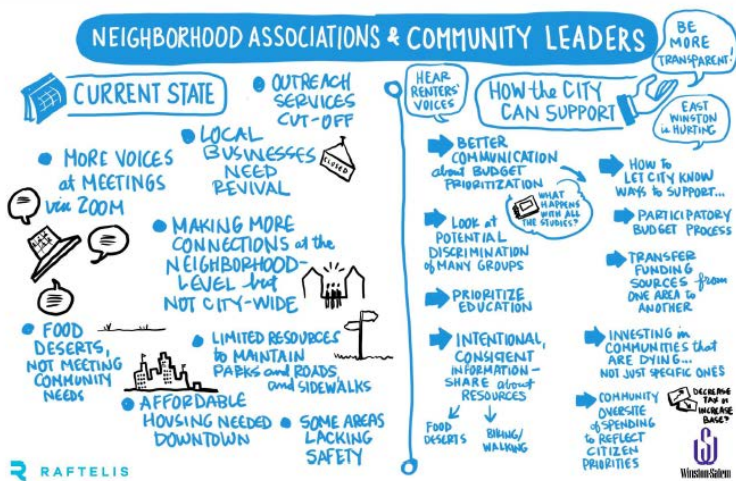 NEIGHBORHOOD ASSOCIATIONS & COMMUNITY LEADERS
CURRENT STATE
OUTREACH
SERVICES
CUT-OFF
LOCAL
BUSINESSES
NEED
REVIVAL
CLOSED
MORE VOICES
at MEETINGS
via ZOOM
MAKING MORE
CONNECTIONS at the
NEIGHBORHOOD-
LEVEL but
NOT CITY-WIDE
FOOD
DESERTS,
NOT MEETING
COMMUNITY
NEEDS
LIMITED RESOURCES
to MAINTAIN
PARKS and ROADS,
and SIDEWALKS
AFFORDABLE
HOUSING NEEDED
DOWNTOWN
SOME AREAS
LACKING
SAFETY
HEAR
RENTERS'
VOICES
HOW the CITY
CAN SUPPORT
BE
MORE
TRANSPARENT!
EAST
WINSTON
is HURTING
BETTER
COMMUNICATION
about BUDGET
PRIORITIZATION
WHAT
HAPPENS
WITH ALL
THE STUDIES?
LOOK at
POTENTIAL
DISCRIMINATION
of MANY GROUPS
PRIORITIZE
EDUCATION
INTENTIONAL,
CONSISTENT
INFORMATION-
SHARE about
RESOURCES
FOOD
DESERTS
BIKING/
WALKING
HOW to
LET CITY KNOW
WAYS to SUPPORT...
PARTICIPATORY
BUDGET PROCESS
TRANSFER
FUNDING
SOURCES from
ONE AREA to
ANOTHER
INVESTING in
COMMUNITIES that
ARE DYING...
NOT JUST SPECIFIC ONES
COMMUNITY
OVERSITE
of SPENDING
to REFLECT
CITIZEN
PRIORITIES
DECREASE
TAX or
INCREASE
BASE?
RAFTELIS
Winston-Salem